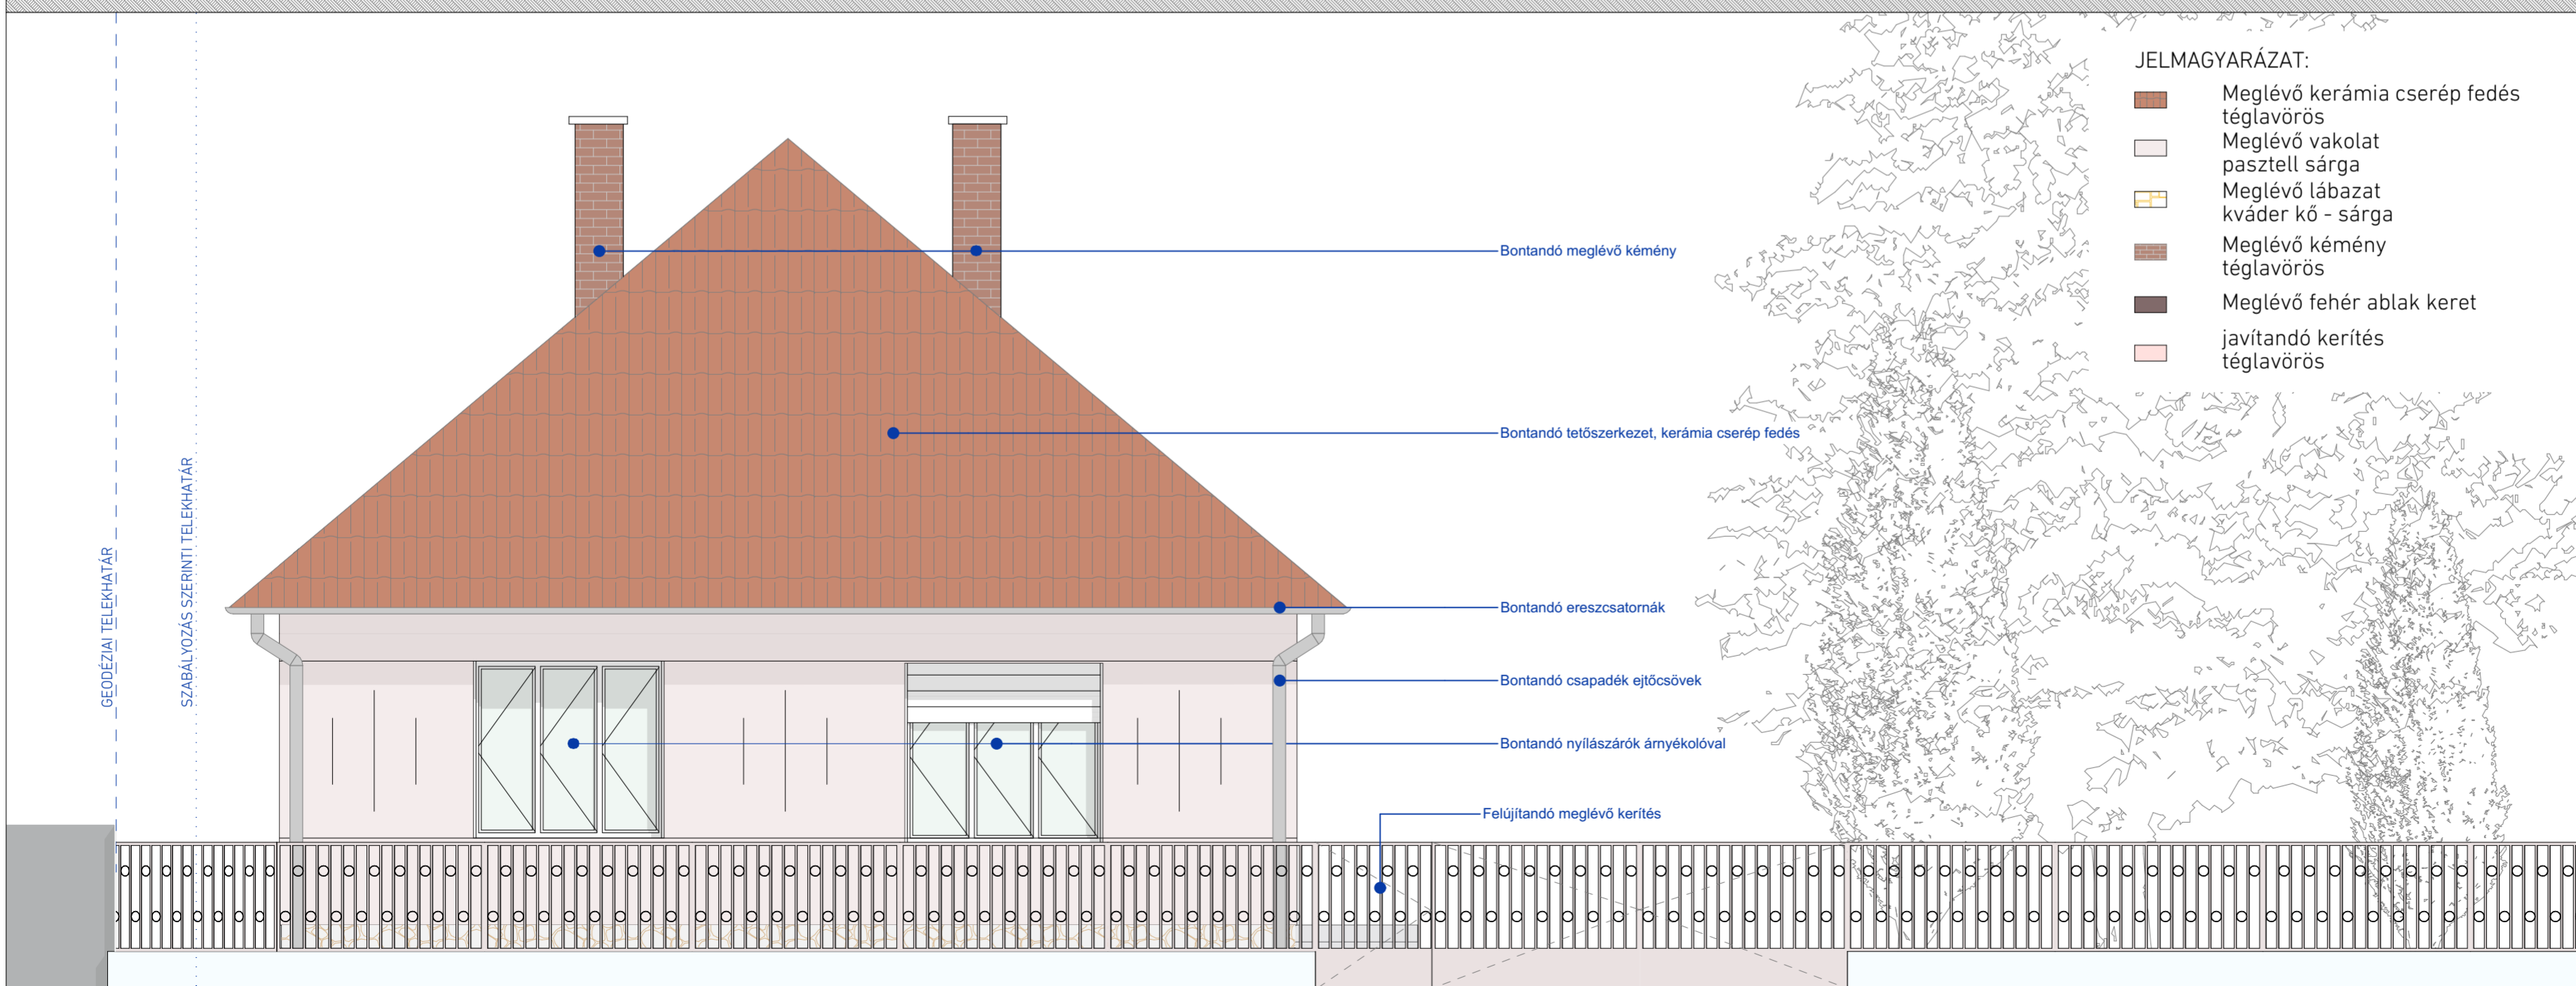 JELMAGYARÁZAT:
Meglévő kerámia cserép fedés
téglavörös
Meglévő vakolat
pasztell sárga
Meglévő lábazat
kváder kő - sárga
Meglévő kémény
téglavörös
Meglévő fehér ablak keret
javítandó kerítés
téglavörös
Bontandó meglévő kémény
Bontandó tetőszerkezet, kerámia cserép fedés
Bontandó ereszcsatornák
Bontandó csapadék ejtőcsövek
Bontandó nyílászárók árnyékolóval
Felújítandó meglévő kerítés
GEODÉZIAI TELEKHATÁR
SZABÁLYOZÁS SZERINTI TELEKHATÁR